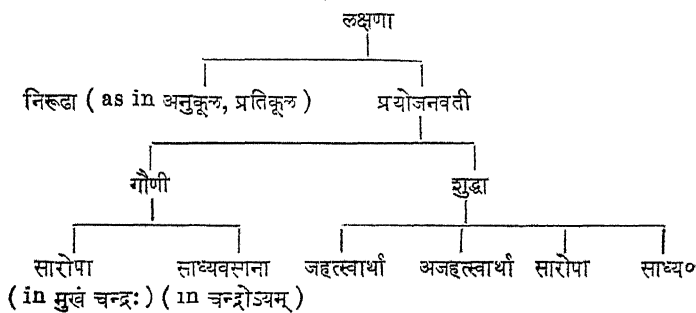 लक्षणा
निरूढा ( as in अनुकूल, प्रतिकूल ) प्रयोजनवती
गौणी शुद्धा
सारोपा साध्यवसाना जहत्स्वार्था अजहत्स्वार्था सारोपा साध्य०
( in मुखं चन्द्रः ) ( in चन्द्रोऽयम् )